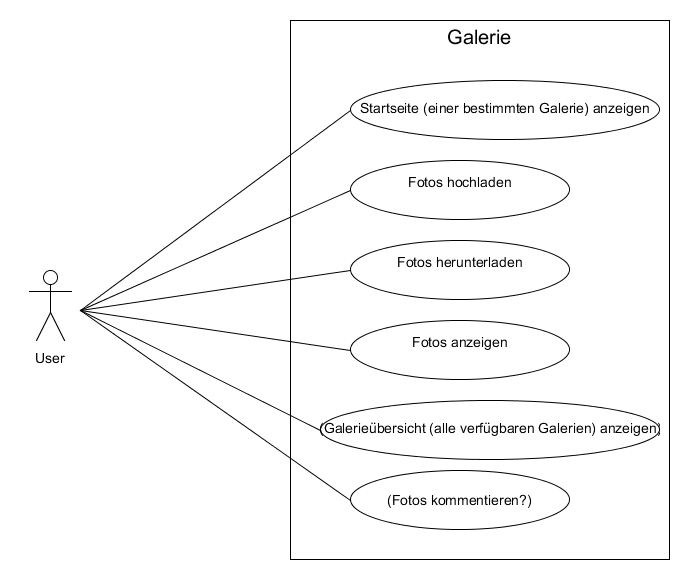 Galerie
Startseite (einer bestimmten Galerie) anzeigen
Fotos hochladen
Fotos herunterladen
Fotos anzeigen
User
(Galerieübersicht (alle verfügbaren Galerien) anzeigen)
(Fotos kommentieren?)